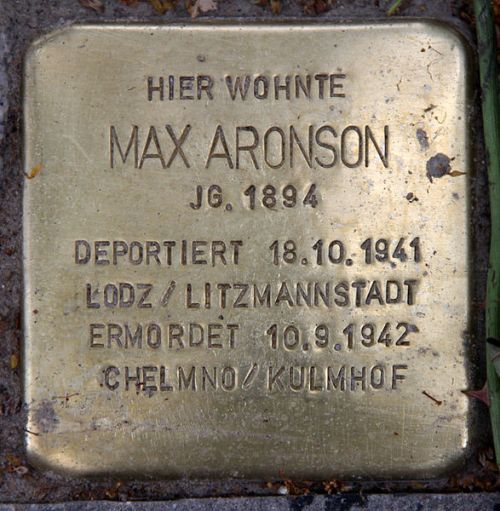 HIER WOHNTE
MAX ARONSON
JG. 1894
DEPORTIERT 18.10.1941
ŁODZ / LITZMANNSTADT
ERMORDET 10.9.1942
CHELMNO / KULMHOF